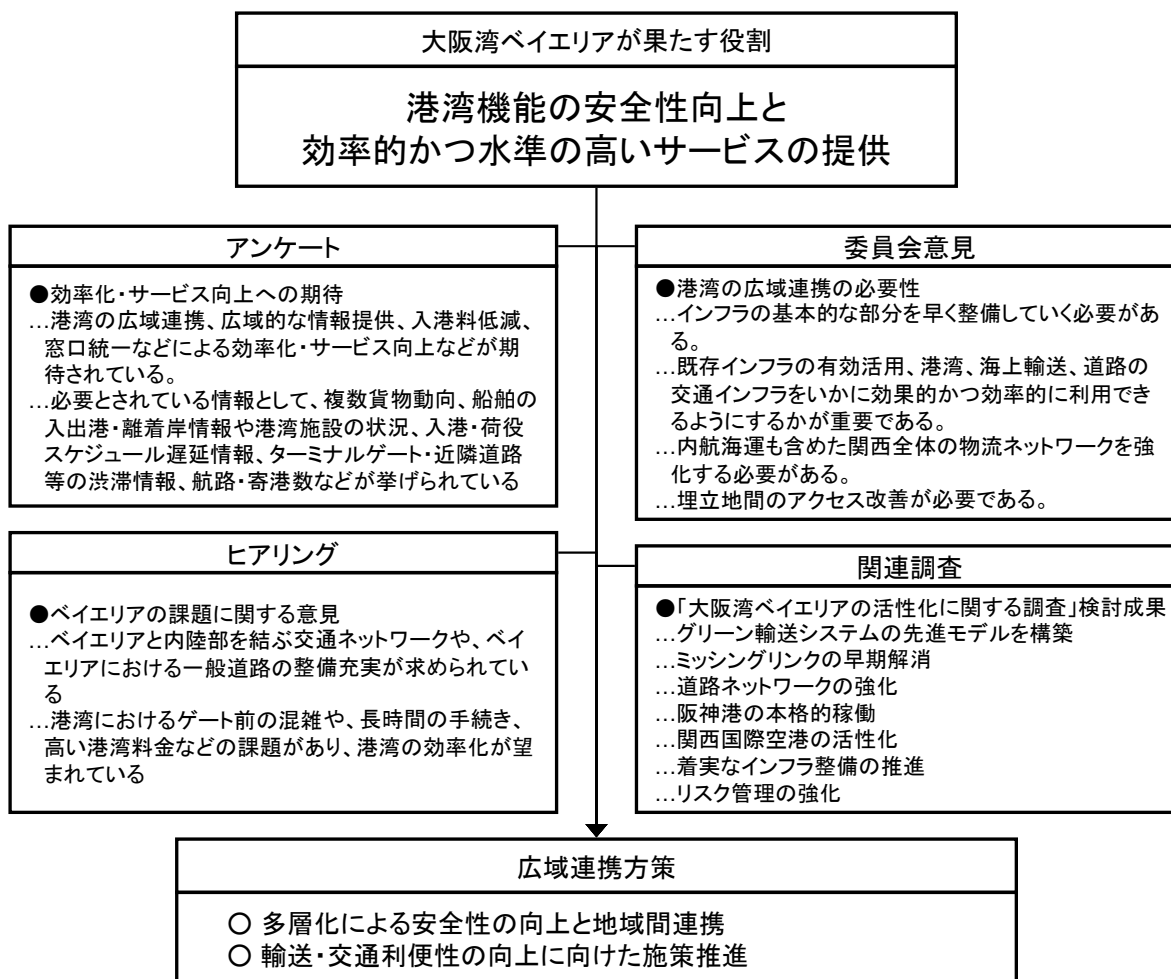 大阪湾ベイエリアが果たす役割
港湾機能の安全性向上と
効率的かつ水準の高いサービスの提供
アンケート
●効率化・サービス向上への期待
…港湾の広域連携、広域的な情報提供、入港料低減、
窓口統一などによる効率化・サービス向上などが期
待されている。
…必要とされている情報として、複数貨物動向、船舶の
入出港・離着岸情報や港湾施設の状況、入港・荷役
スケジュール遅延情報、ターミナルゲート・近隣道路
等の渋滞情報、航路・寄港数などが挙げられている
委員会意見
●港湾の広域連携の必要性
…インフラの基本的な部分を早く整備していく必要があ
る。
…既存インフラの有効活用、港湾、海上輸送、道路の
交通インフラをいかに効果的かつ効率的に利用でき
るようにするかが重要である。
…内航海運も含めた関西全体の物流ネットワークを強
化する必要がある。
…埋立地間のアクセス改善が必要である。
ヒアリング
●ベイエリアの課題に関する意見
…ベイエリアと内陸部を結ぶ交通ネットワークや、ベイ
エリアにおける一般道路の整備充実が求められてい
る
…港湾におけるゲート前の混雑や、長時間の手続き、
高い港湾料金などの課題があり、港湾の効率化が望
まれている
関連調査
●「大阪湾ベイエリアの活性化に関する調査」検討成果
…グリーン輸送システムの先進モデルを構築
…ミッシングリンクの早期解消
…道路ネットワークの強化
…阪神港の本格的稼働
…関西国際空港の活性化
…着実なインフラ整備の推進
…リスク管理の強化
広域連携方策
○ 多層化による安全性の向上と地域間連携
○ 輸送・交通利便性の向上に向けた施策推進